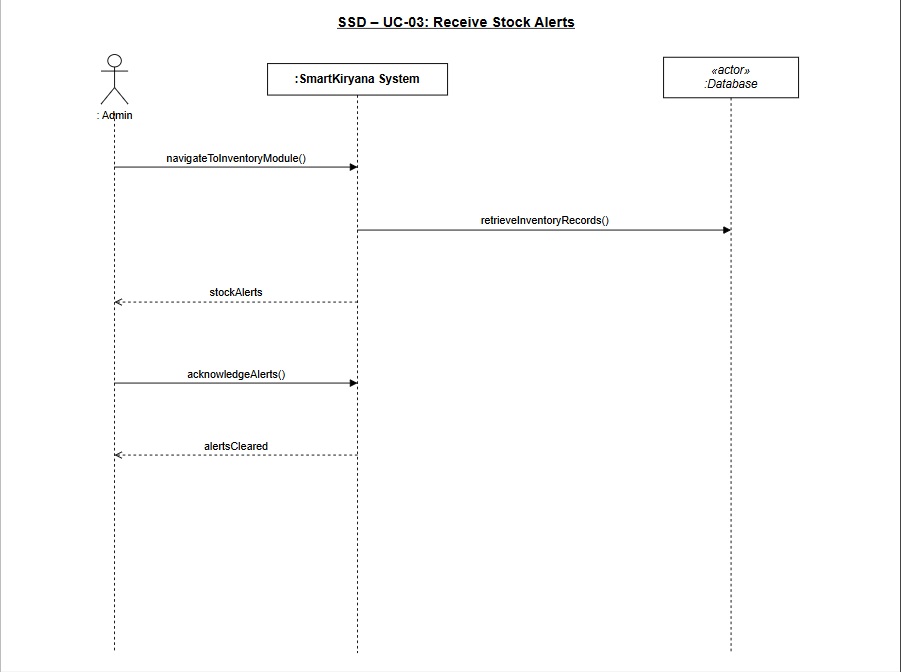 SSD – UC-03: Receive Stock Alerts
: Admin
:SmartKiryana System
«actor»
:Database
navigateToInventoryModule()
retrieveInventoryRecords()
stockAlerts
acknowledgeAlerts()
alertsCleared